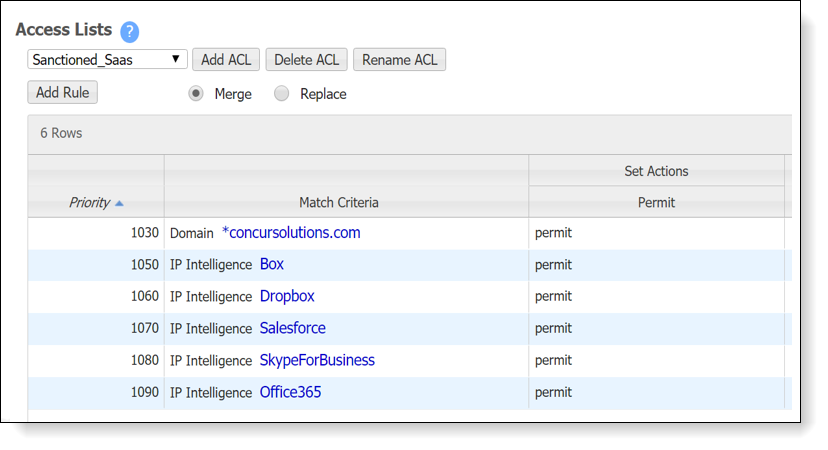 Access Lists ?
Sanctioned_Saas Add ACL Delete ACL Rename ACL
Add Rule Merge Replace
6 Rows
Set Actions
Priority Match Criteria Permit
1030 Domain *concursolutions.com permit
1050 IP Intelligence Box permit
1060 IP Intelligence Dropbox permit
1070 IP Intelligence Salesforce permit
1080 IP Intelligence SkypeForBusiness permit
1090 IP Intelligence Office365 permit